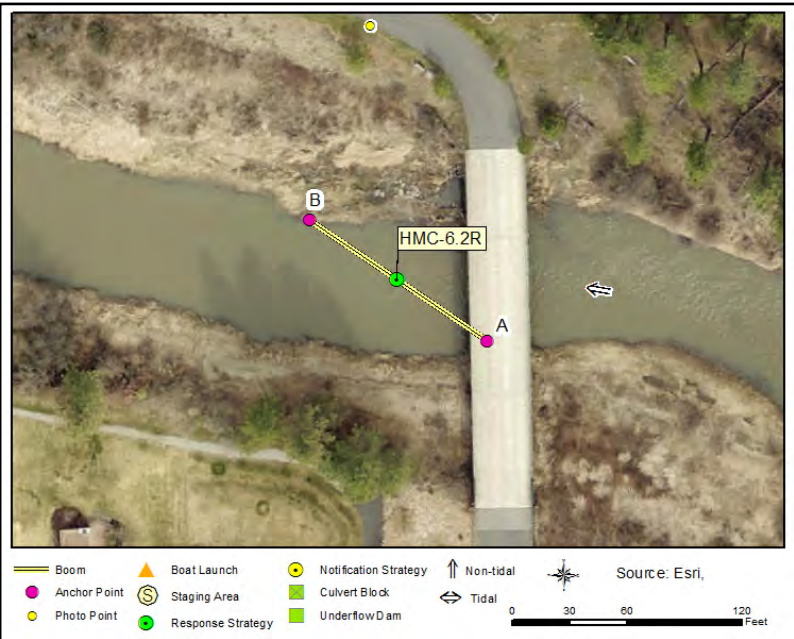 B
HMC-6.2R
A
Boom
Boat Launch
Notification Strategy
Non-tidal
Source: Esri,
Anchor Point
S
Staging Area
Culvert Block
Tidal
Photo Point
Response Strategy
Underflow Dam
0 30 60 120
Feet